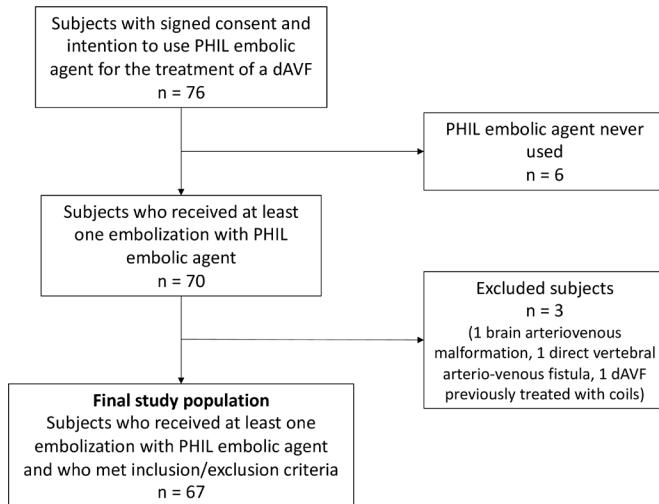 Subjects with signed consent and
intention to use PHIL embolic
agent for the treatment of a dAVF
n = 76
PHIL embolic agent never
used
n = 6
Subjects who received at least
one embolization with PHIL
embolic agent
n = 70
Excluded subjects
n = 3
(1 brain arteriovenous
malformation, 1 direct vertebral
arterio-venous fistula, 1 dAVF
previously treated with coils)
Final study population
Subjects who received at least one
embolization with PHIL embolic agent
and who met inclusion/exclusion criteria
n = 67